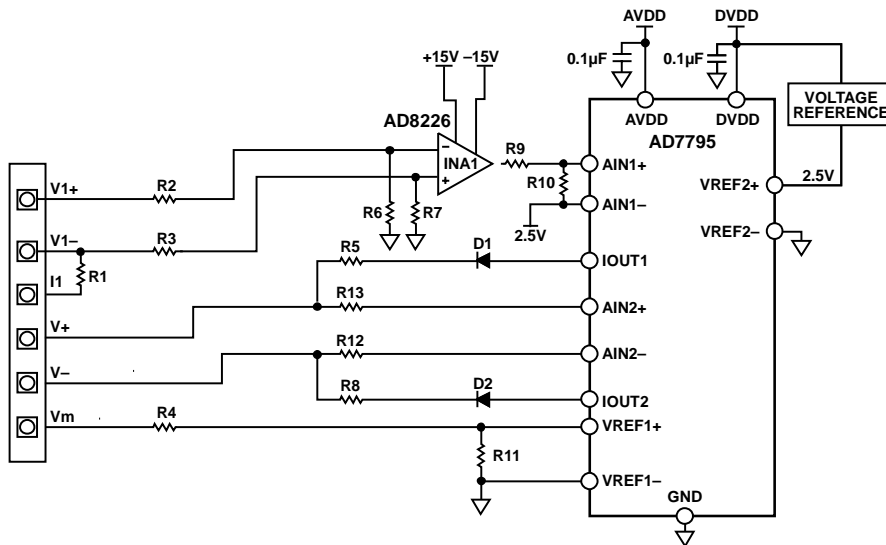 AVDD
DVDD
0.1µF
0.1µF
+15V –15V
VOLTAGE
REFERENCE
AVDD
DVDD
AD7795
AD8226
INA1
–
+
R9
R10
AIN1+
AIN1–
2.5V
2.5V
VREF2+
VREF2–
V1+
R2
R6
R7
V1–
R3
R1
I1
R5
D1
IOUT1
V+
R13
AIN2+
V–
R12
AIN2–
R8
D2
IOUT2
Vm
R4
VREF1+
R11
VREF1–
GND